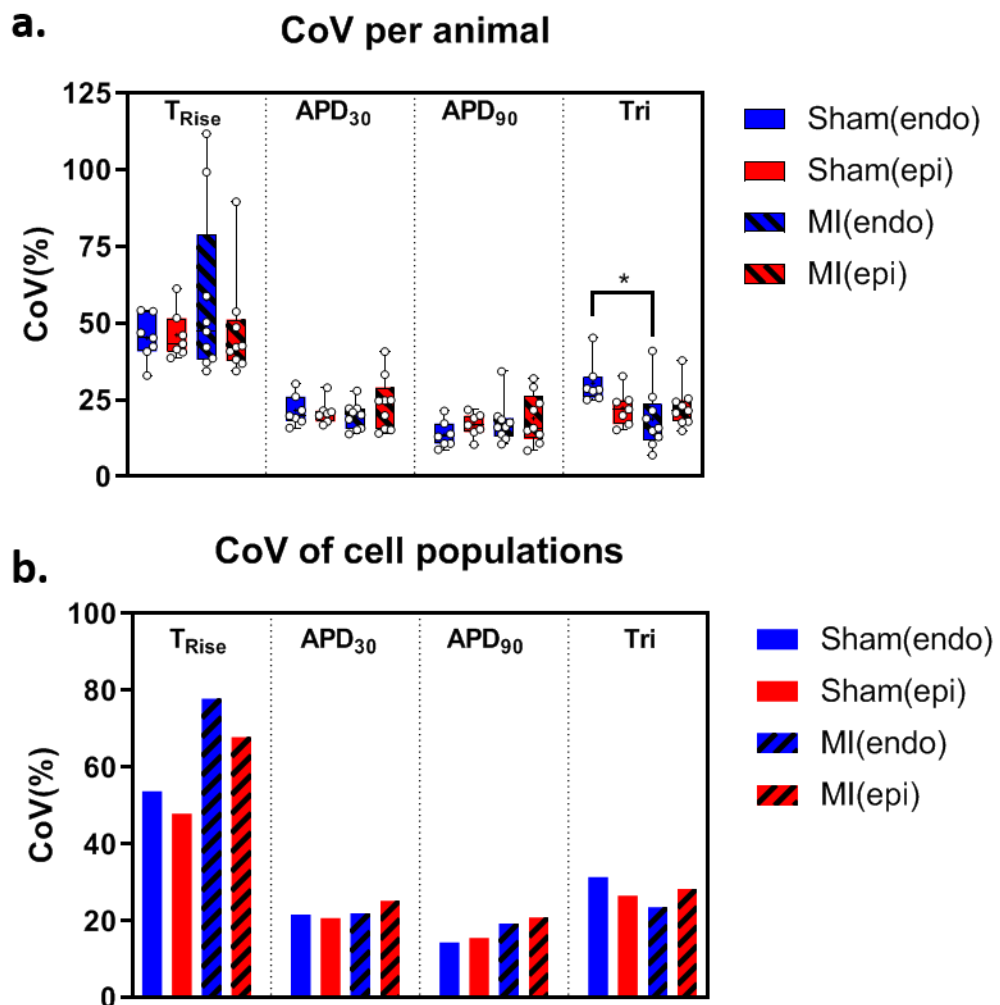 a.
CoV per animal
CoV(%)
125
100
75
50
25
0
TRise
APD30
APD90
Tri
*
Sham(endo)
Sham(epi)
MI(endo)
MI(epi)
b.
CoV of cell populations
CoV(%)
100
80
60
40
20
0
TRise
APD30
APD90
Tri
Sham(endo)
Sham(epi)
MI(endo)
MI(epi)